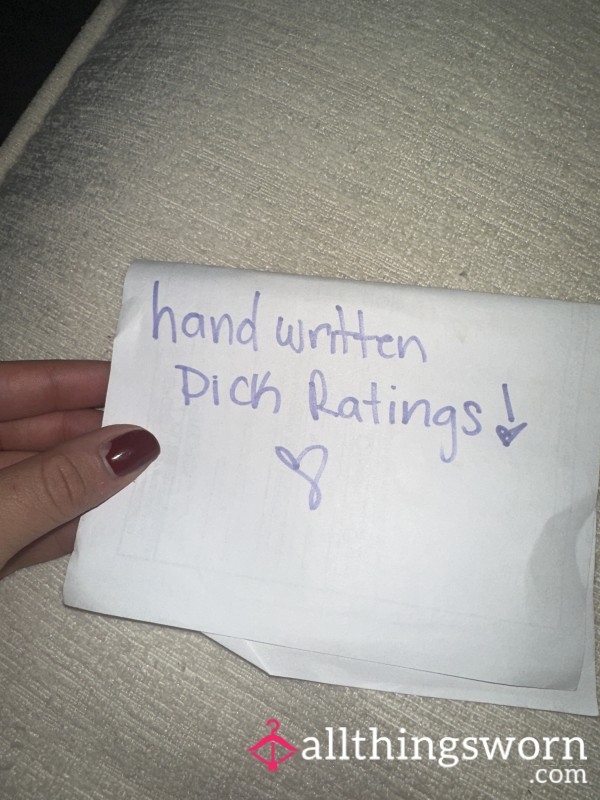 hand written
Dick Ratings!
allthingsworn
.com